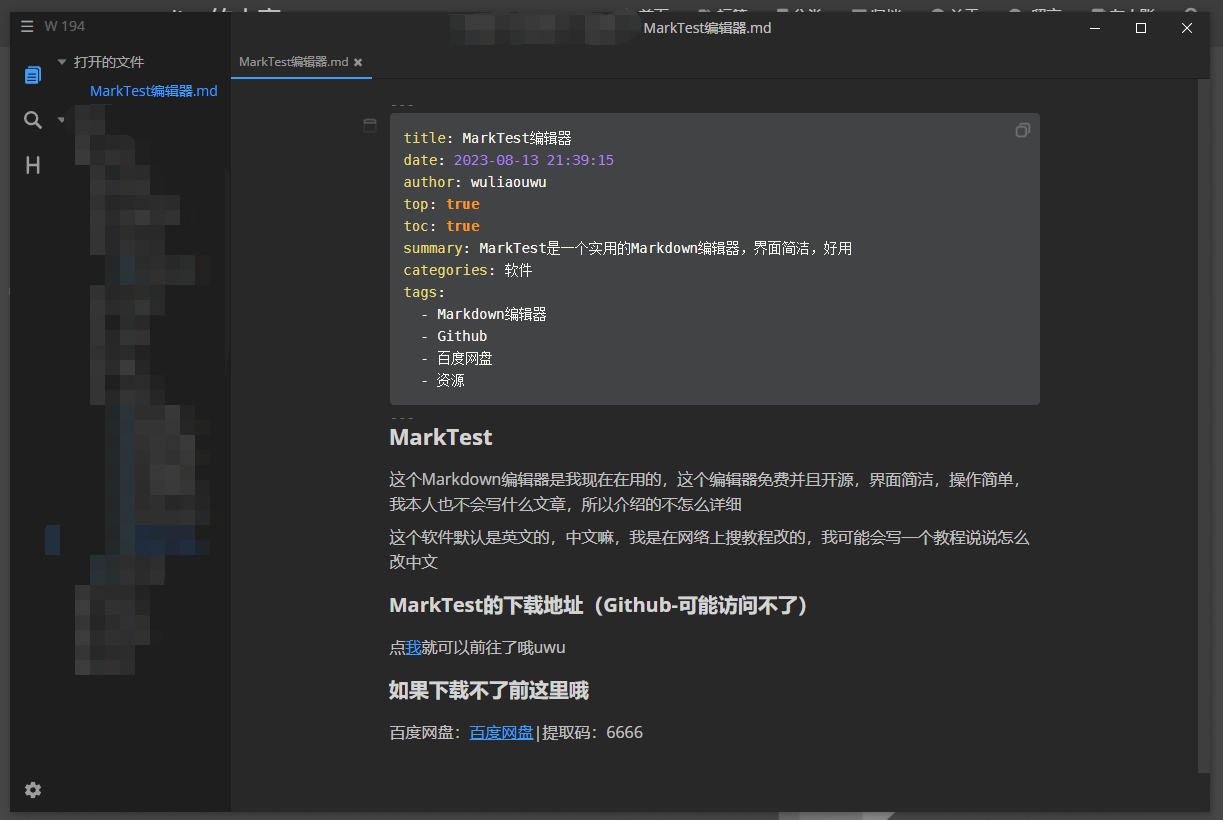 W 194
MarkTest编辑器.md
打开的文件
MarkTest编辑器.md
MarkTest编辑器.md
---
title: MarkTest编辑器
date: 2023-08-13 21:39:15
author: wuliaouwu
top: true
toc: true
summary: MarkTest是一个实用的Markdown编辑器，界面简洁，好用
categories: 软件
tags:
- Markdown编辑器
- Github
- 百度网盘
- 资源
---
MarkTest
这个Markdown编辑器是我现在在用的，这个编辑器免费并且开源，界面简洁，操作简单，
我本人也不会写什么文章，所以介绍的不怎么详细
这个软件默认是英文的，中文嘛，我是在网络上搜教程改的，我可能会写一个教程说说怎么
改中文
MarkTest的下载地址（Github-可能访问不了）
点我就可以前往了哦uwu
如果下载不了前这里哦
百度网盘：百度网盘|提取码：6666